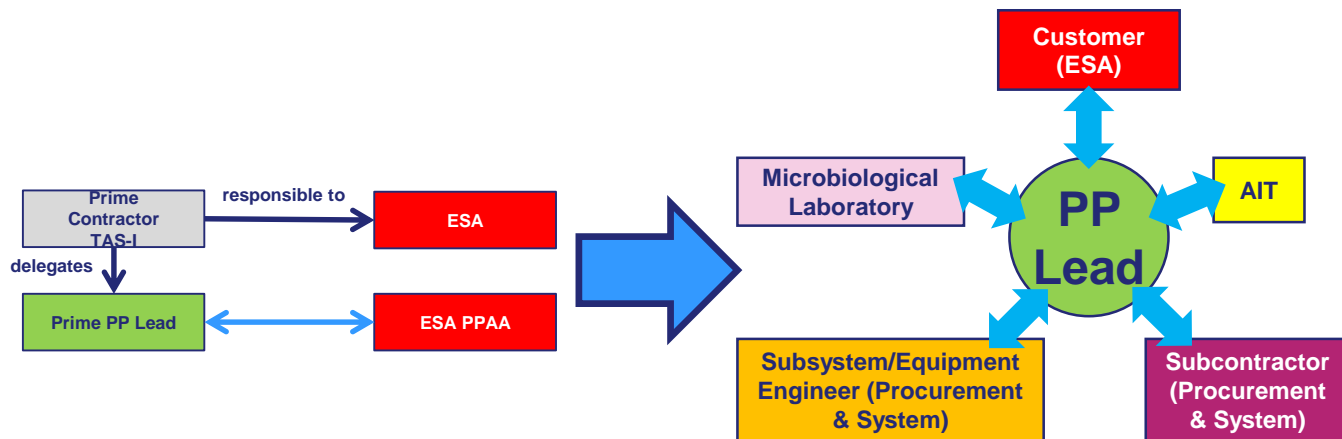 Prime
Contractor
TAS-I
responsible to
ESA
delegates
Prime PP Lead
ESA PPAA
Customer
(ESA)
Microbiological
Laboratory
PP
Lead
AIT
Subsystem/Equipment
Engineer (Procurement
& System)
Subcontractor
(Procurement
& System)